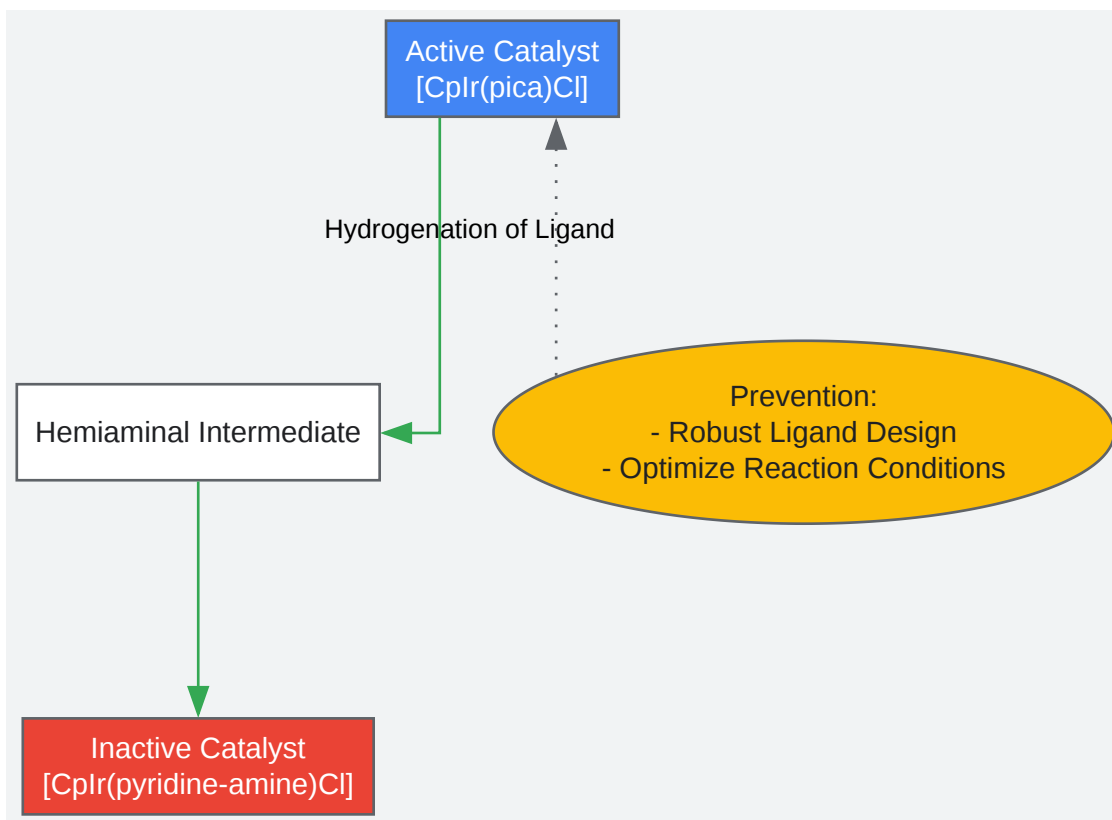 Active Catalyst
[CpIr(pica)Cl]
Hydrogenation of Ligand
Hemiaminal Intermediate
Prevention:
- Robust Ligand Design
- Optimize Reaction Conditions
Inactive Catalyst
[CpIr(pyridine-amine)Cl]